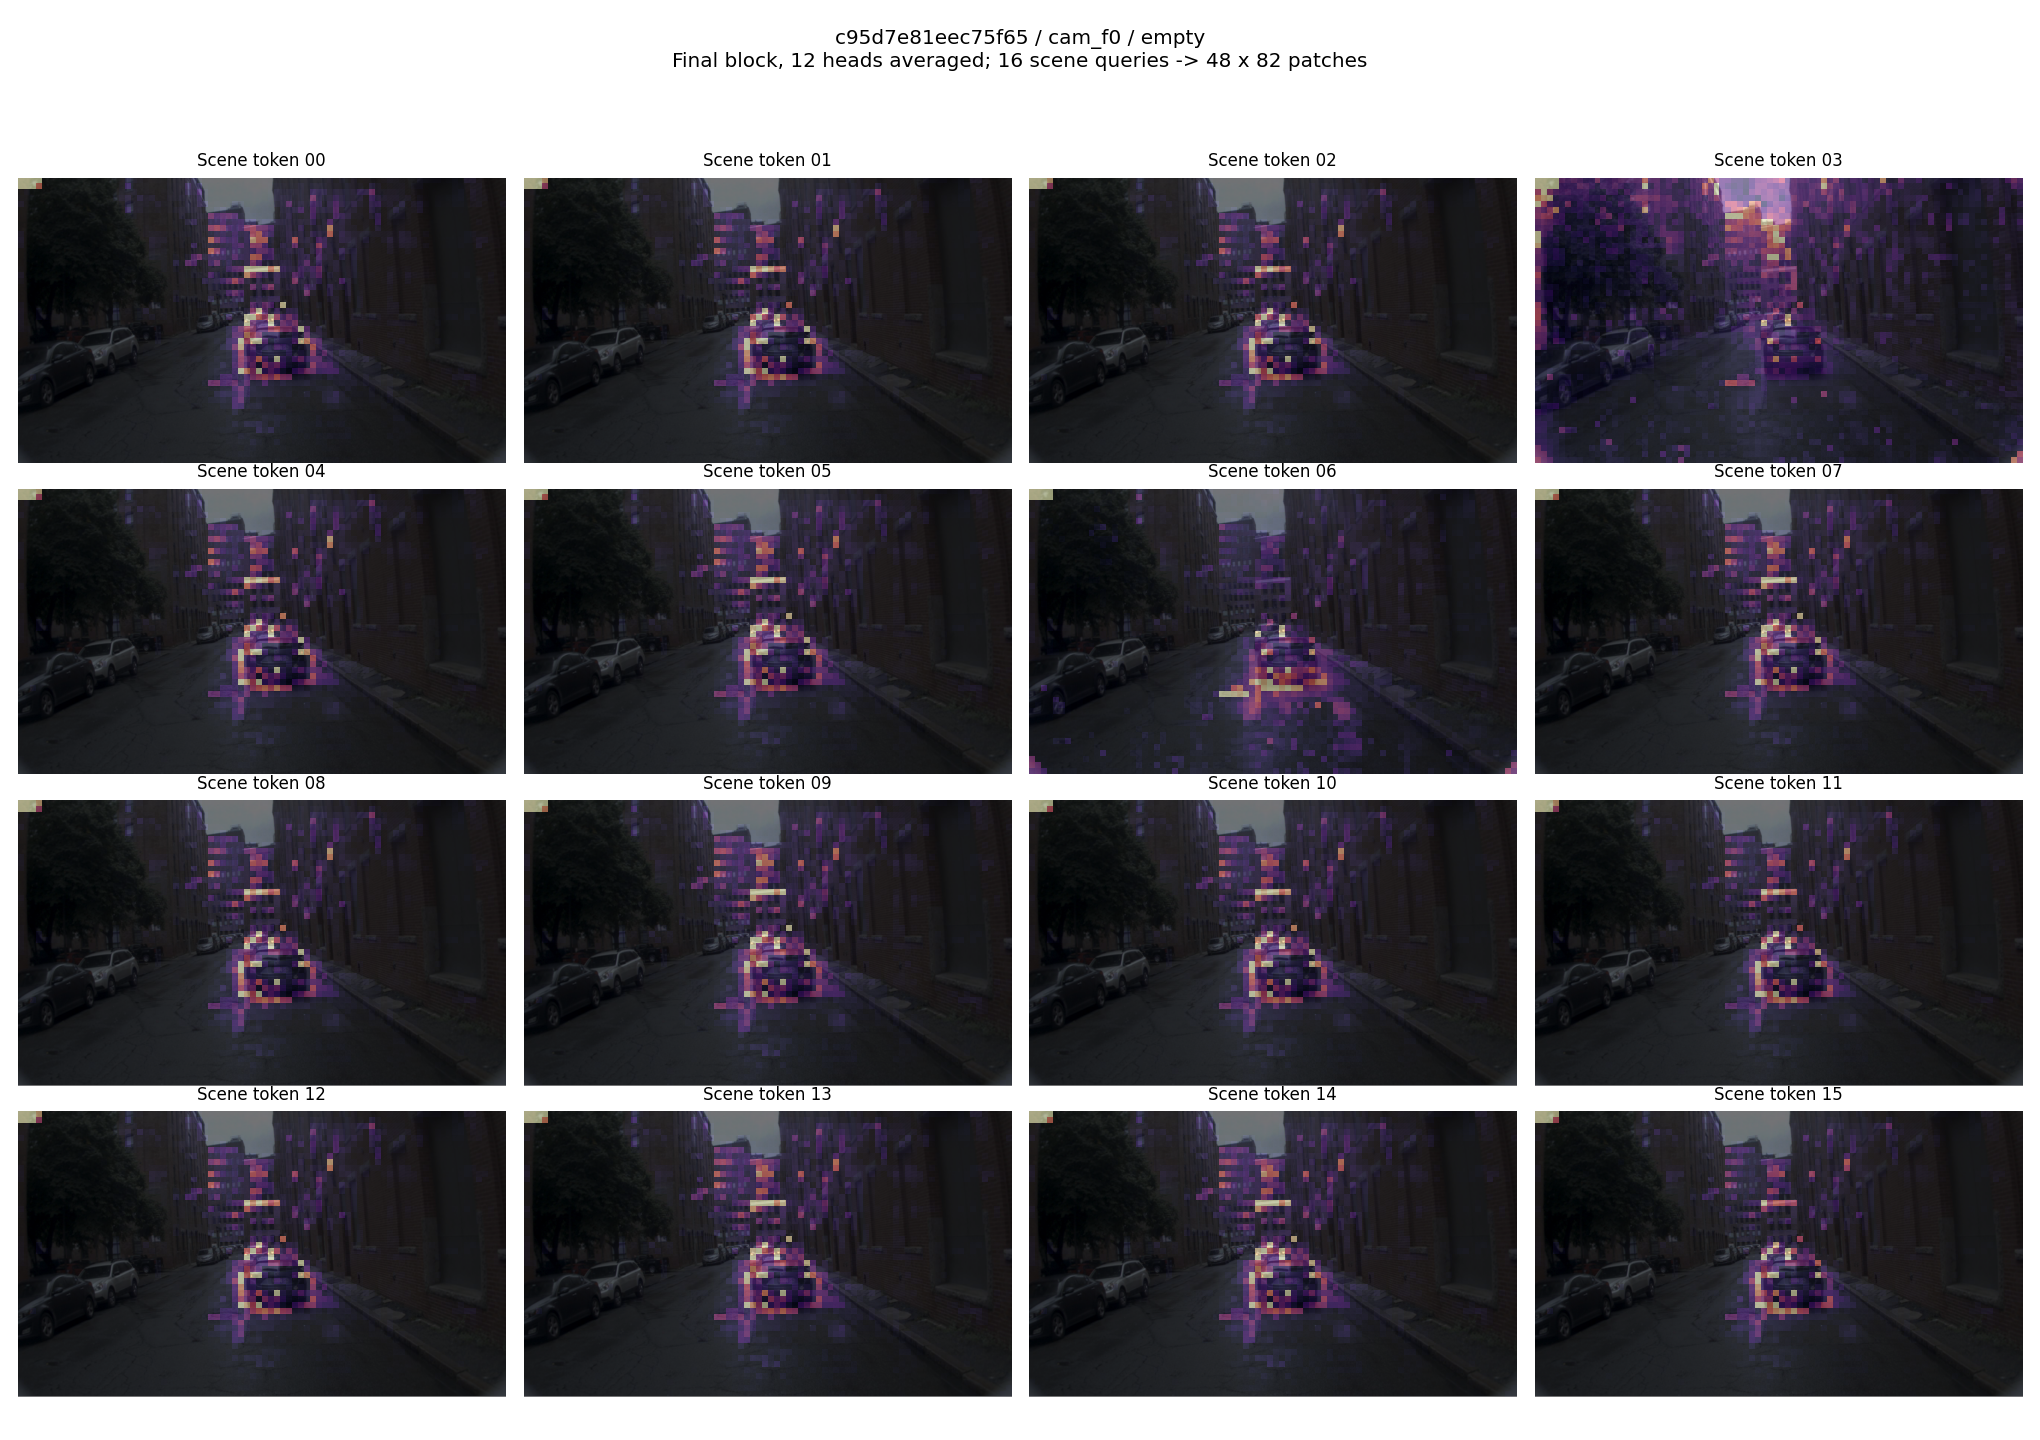 c95d7e81eec75f65 / cam_f0 / empty
Final block, 12 heads averaged; 16 scene queries -> 48 x 82 patches
Scene token 00
Scene token 01
Scene token 02
Scene token 03
Scene token 04
Scene token 05
Scene token 06
Scene token 07
Scene token 08
Scene token 09
Scene token 10
Scene token 11
Scene token 12
Scene token 13
Scene token 14
Scene token 15